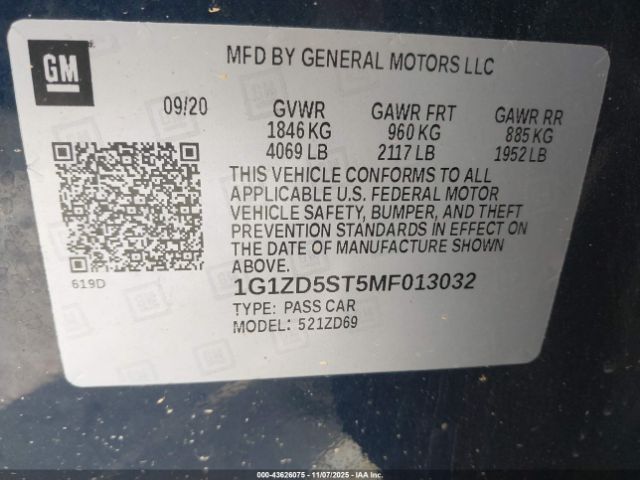 GM
MFD BY GENERAL MOTORS LLC
09/20 GVWR GAWR FRT GAWR RR
1846 KG 960 KG 885 KG
4069 LB 2117 LB 1952 LB
THIS VEHICLE CONFORMS TO ALL
APPLICABLE U.S. FEDERAL MOTOR
VEHICLE SAFETY, BUMPER, AND THEFT
PREVENTION STANDARDS IN EFFECT ON
THE DATE OF MANUFACTURE SHOWN
ABOVE.
619D
1G1ZD5ST5MF013032
TYPE: PASS CAR
MODEL: 521ZD69
000-43626075 --- 11/07/2025 --- IAA Inc. ---